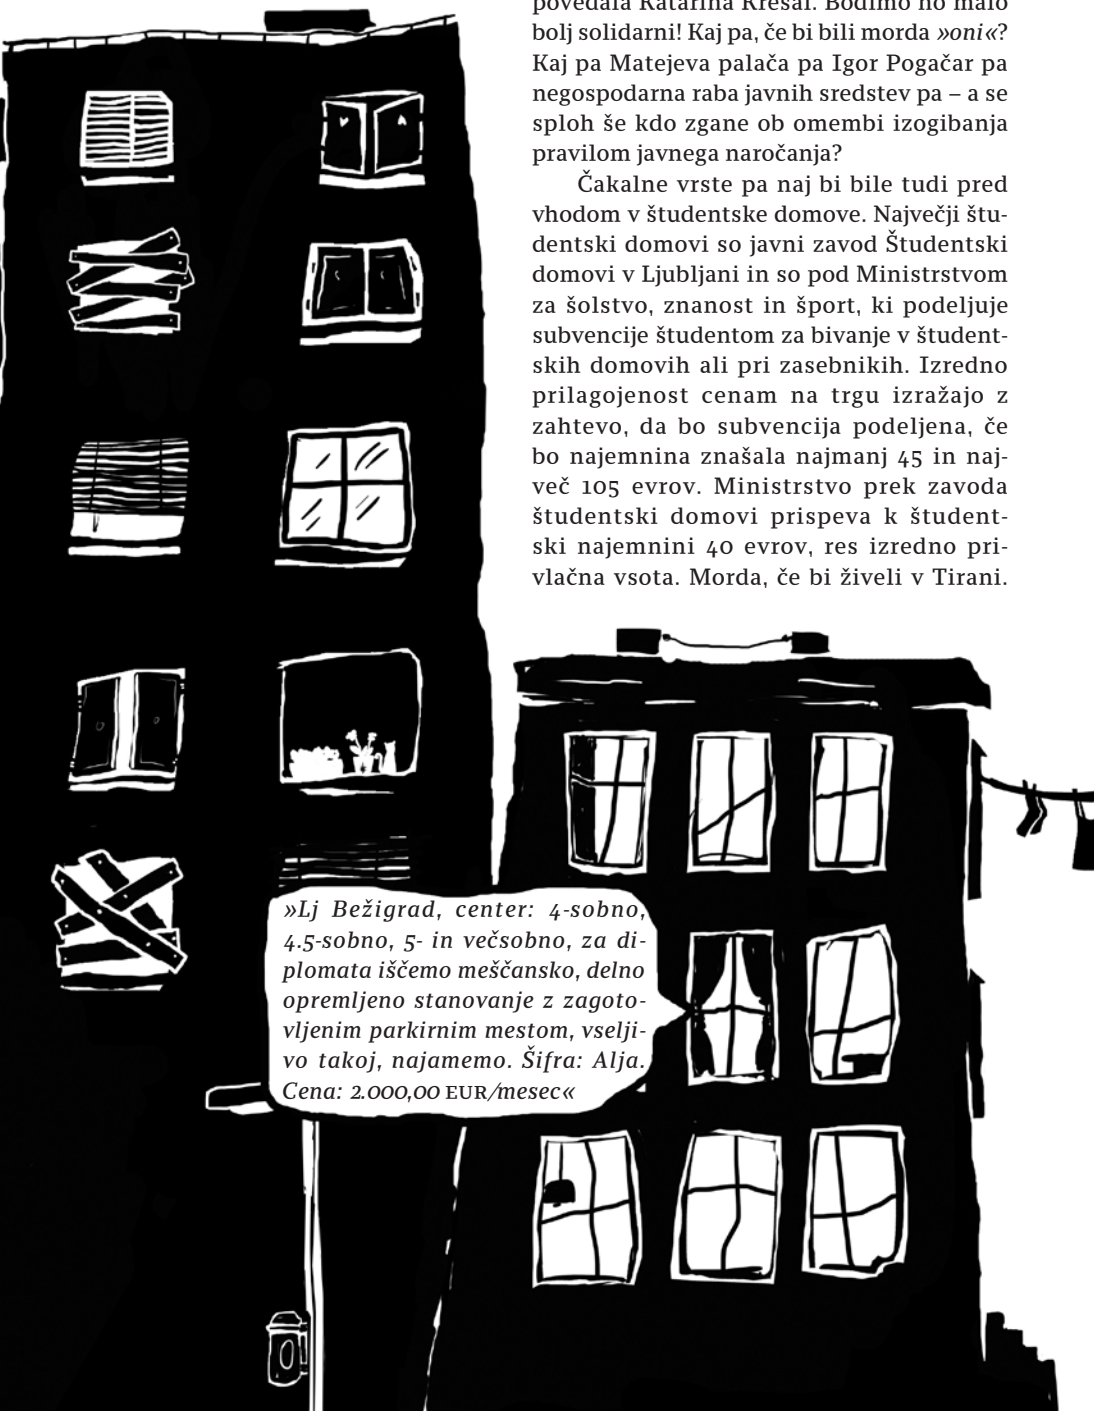 povedala Katarina Kresal. Bodimo no malo
bolj solidarni! Kaj pa, če bi bili morda »oni«?
Kaj pa Matejeva palača pa Igor Pogačar pa
negospodarna raba javnih sredstev pa – a se
sploh še kdo zgane ob omembi izogibanja
pravilom javnega naročanja?
Čakalne vrste pa naj bi bile tudi pred
vhodom v študentske domove. Največji štu-
dentski domovi so javni zavod Študentski
domovi v Ljubljani in so pod Ministrstvom
za šolstvo, znanost in šport, ki podeljuje
subvencije študentom za bivanje v študent-
skih domovih ali pri zasebnikih. Izredno
prilagojenost cenam na trgu izražajo z
zahtevo, da bo subvencija podeljena, če
bo najemnina znašala najmanj 45 in naj-
več 105 evrov. Ministrstvo prek zavoda
študentski domovi prispeva k študent-
ski najemnini 40 evrov, res izredno pri-
vlačna vsota. Morda, če bi živeli v Tirani.
»Lj Bežigrad, center: 4-sobno,
4.5-sobno, 5- in večsobno, za di-
plomata iščemo meščansko, delno
opremljeno stanovanje z zagoto-
vljenim parkirnim mestom, vselji-
vo takoj, najamemo. Šifra: Alja.
Cena: 2.000,00 EUR/mesec«